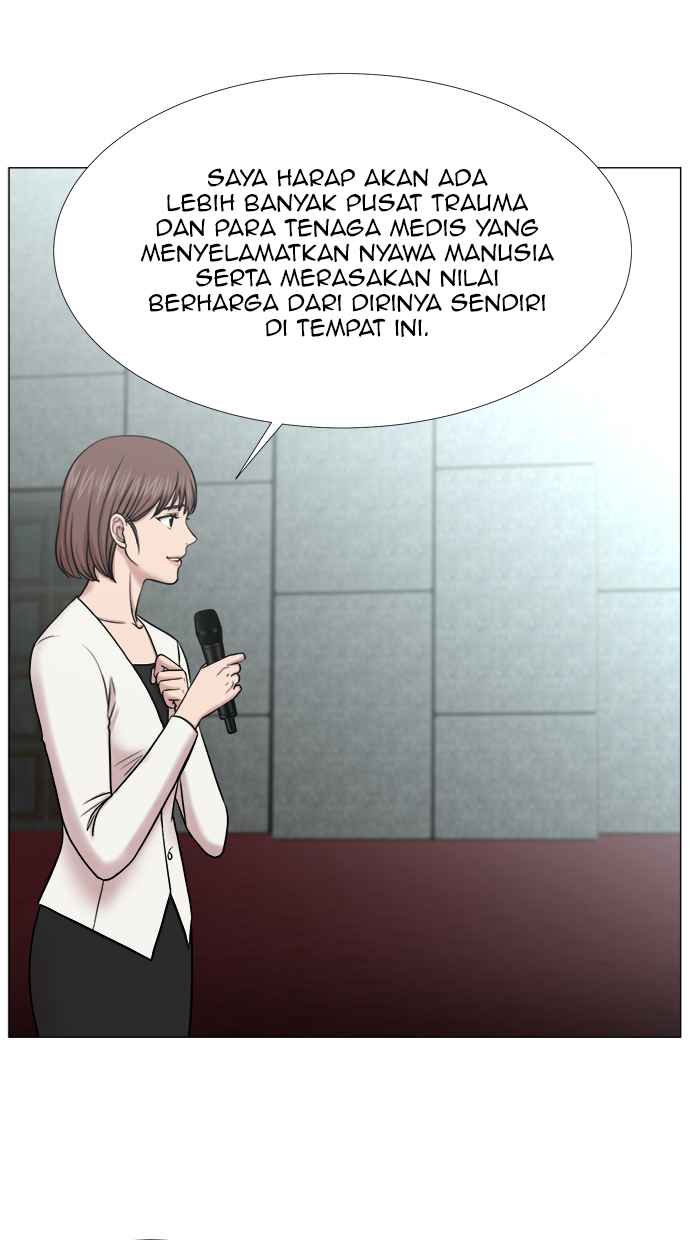 SAYA HARAP AKAN ADA
LEBIH BANYAK PUSAT TRAUMA
DAN PARA TENAGA MEDIS YANG
MENYELAMATKAN NYAWA MANUSIA
SERTA MERASAKAN NILAI
BERHARGA DARI DIRINYA SENDIRI
DI TEMPAT INI.